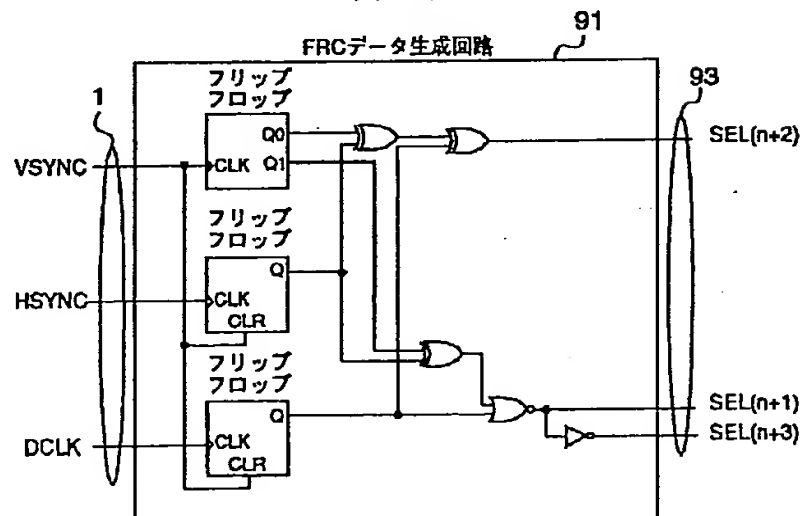 91
FRCデータ生成回路
1
93
フリップ
フロップ
Q0
Q1
CLK
VSYNC
SEL(n+2)
フリップ
フロップ
Q
CLK
CLR
HSYNC
フリップ
フロップ
Q
CLK
CLR
DCLK
SEL(n+1)
SEL(n+3)